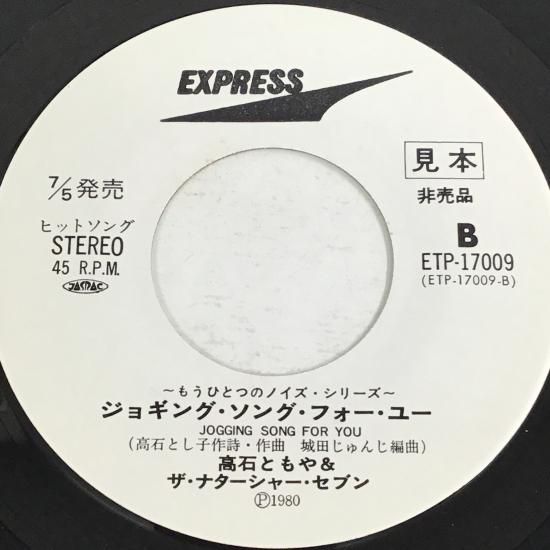 EXPRESS
7/5発売
見本
非売品
ヒットソング
STEREO
45 R.P.M.
JASRAC
B
ETP-17009
(ETP-17009-B)
〜もうひとつのノイズ・シリーズ〜
ジョギング・ソング・フォー・ユー
JOGGING SONG FOR YOU
(高石とし子作詩・作曲 城田じゅんじ編曲)
高石ともや&
ザ・ナターシャー・セブン
Ⓟ1980